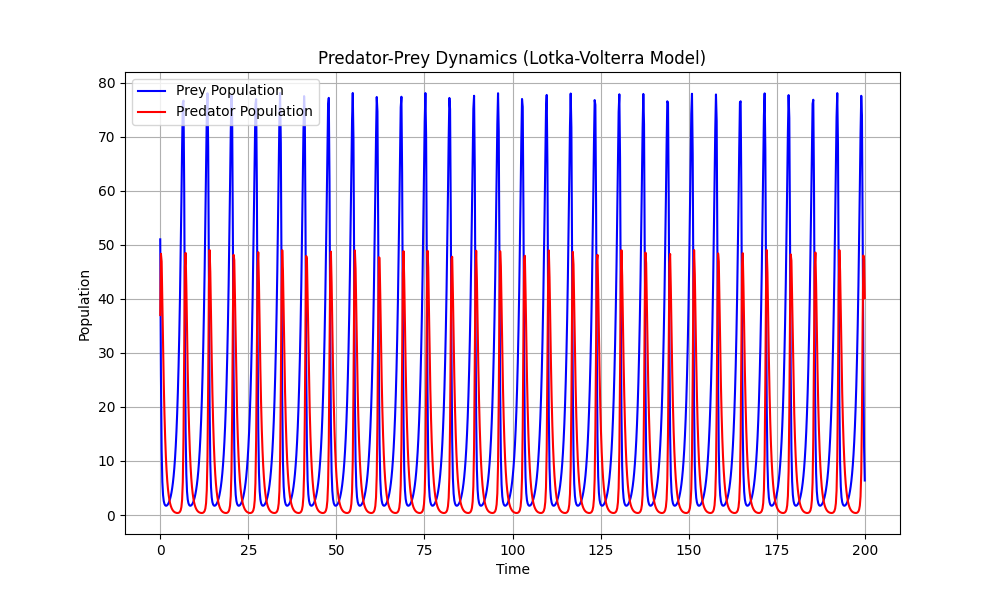 Predator-Prey Dynamics (Lotka-Volterra Model)
Prey Population
Predator Population
Population
80
70
60
50
40
30
20
10
0
0 25 50 75 100 125 150 175 200
Time